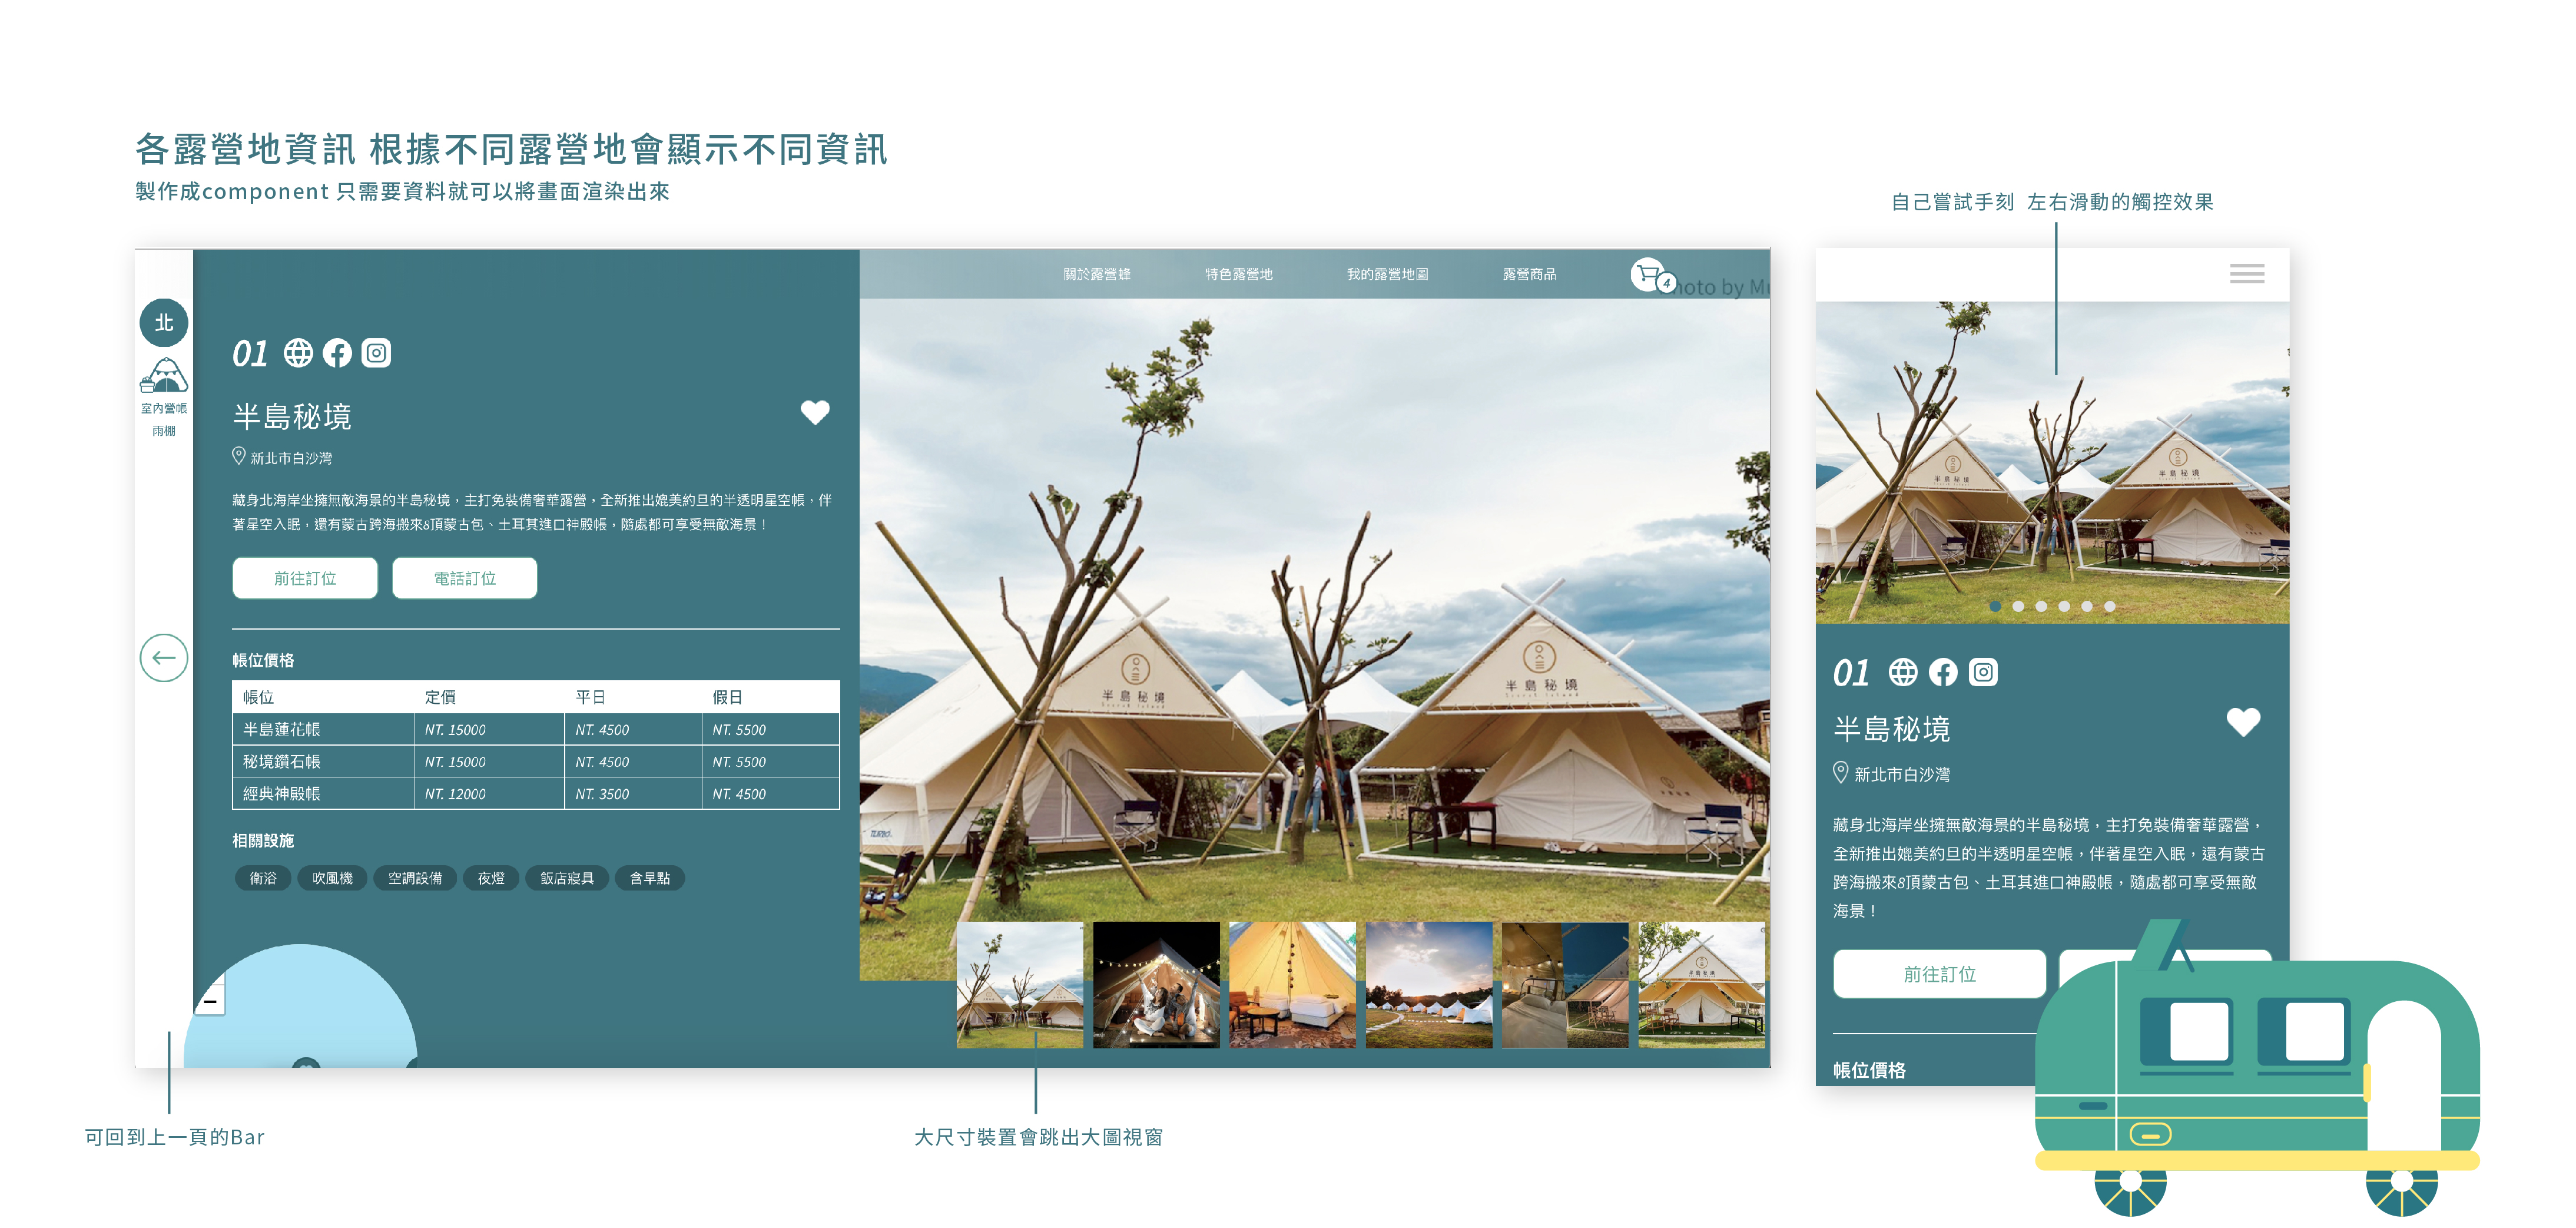 各露營地資訊 根據不同露營地會顯示不同資訊
製作成component 只需要資料就可以將畫面渲染出來
自己嘗試手刻 左右滑動的觸控效果
關於露營蜂 特色露營地 我的露營地圖 露營商品 4
hoto by M
北
室內營帳
雨棚
01
半島秘境
新北市白沙灣
藏身北海岸坐擁無敵海景的半島秘境，主打免裝備奢華露營，全新推出媲美約旦的半透明星空帳，伴
著星空入眠，還有蒙古跨海搬來8頂蒙古包、土耳其進口神殿帳，隨處都可享受無敵海景！
前往訂位 電話訂位
帳位價格
帳位 定價 平日 假日
半島蓮花帳 NT. 15000 NT. 4500 NT. 5500
秘境鑽石帳 NT. 15000 NT. 4500 NT. 5500
經典神殿帳 NT. 12000 NT. 3500 NT. 4500
相關設施
衛浴 吹風機 空調設備 夜燈 飯店寢具 含早點
半島秘境
半島秘境
半島秘境
半島秘境
01
半島秘境
新北市白沙灣
藏身北海岸坐擁無敵海景的半島秘境，主打免裝備奢華露營，
全新推出媲美約旦的半透明星空帳，伴著星空入眠，還有蒙古
跨海搬來8頂蒙古包、土耳其進口神殿帳，隨處都可享受無敵
海景！
前往訂位
帳位價格
可回到上一頁的Bar
大尺寸裝置會跳出大圖視窗